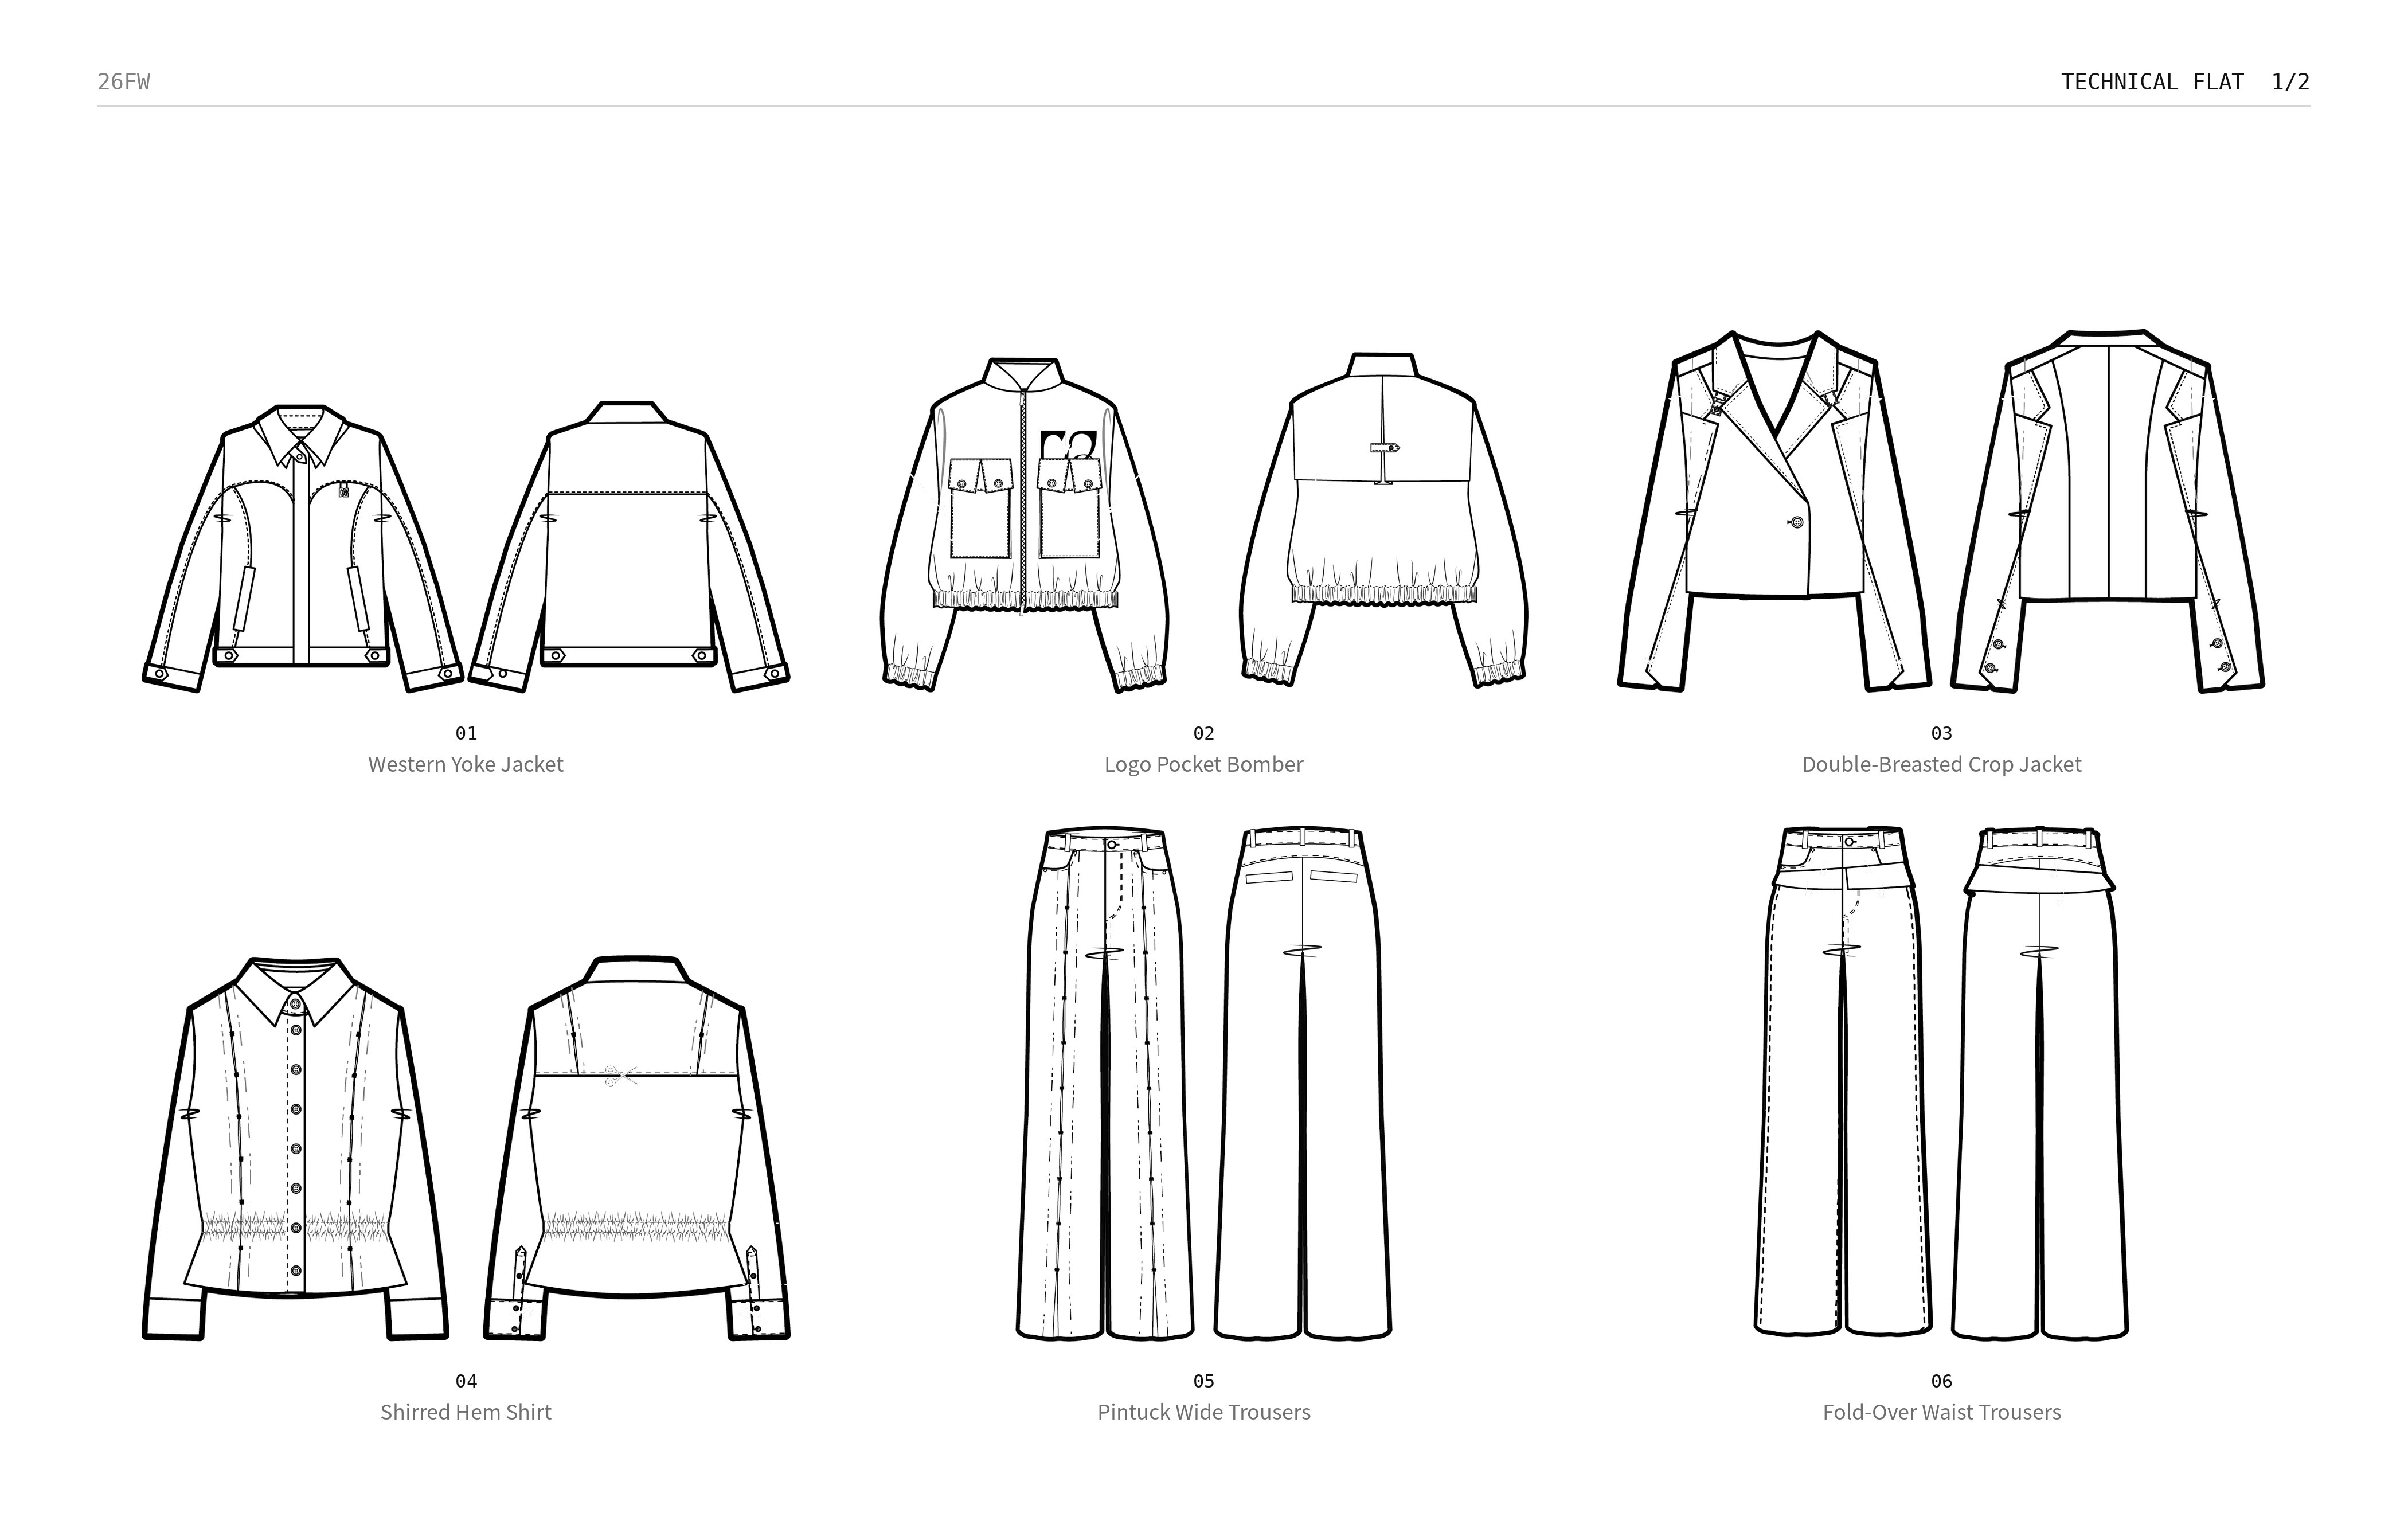 26FW
TECHNICAL FLAT 1/2
01
Western Yoke Jacket
02
Logo Pocket Bomber
03
Double-Breasted Crop Jacket
04
Shirred Hem Shirt
05
Pintuck Wide Trousers
06
Fold-Over Waist Trousers